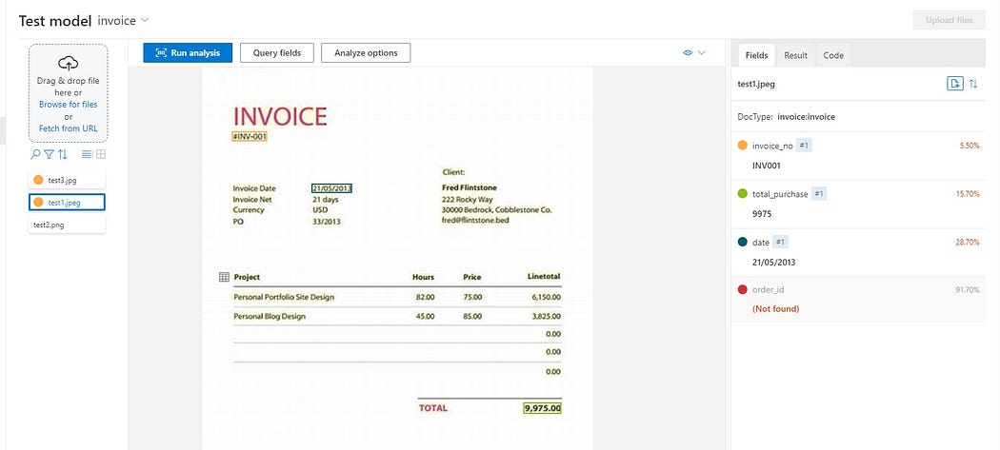 Test model invoice
Upload files
Drag & drop file
here or
Browse for files
or
Fetch from URL
test3.jpg
test1.jpeg
test2.png
Run analysis
Query fields
Analyze options
INVOICE
#INV-001
Client:
Invoice Date 21/05/2013 Fred Flintstone
Invoice Net 21 days 222 Rocky Way
Currency USD 30000 Bedrock, Cobblestone Co.
PO 33/2013 fred@flintstone.bed
Project Hours Price Linetotal
Personal Portfolio Site Design 82.00 75.00 6,150.00
Personal Blog Design 45.00 85.00 3,825.00
0.00
0.00
0.00
TOTAL 9,975.00
Fields Result Code
test1.jpeg
DocType: invoice:invoice
invoice_no #1 5.50%
INV001
total_purchase #1 15.70%
9975
date #1 28.70%
21/05/2013
order_id 91.70%
(Not found)